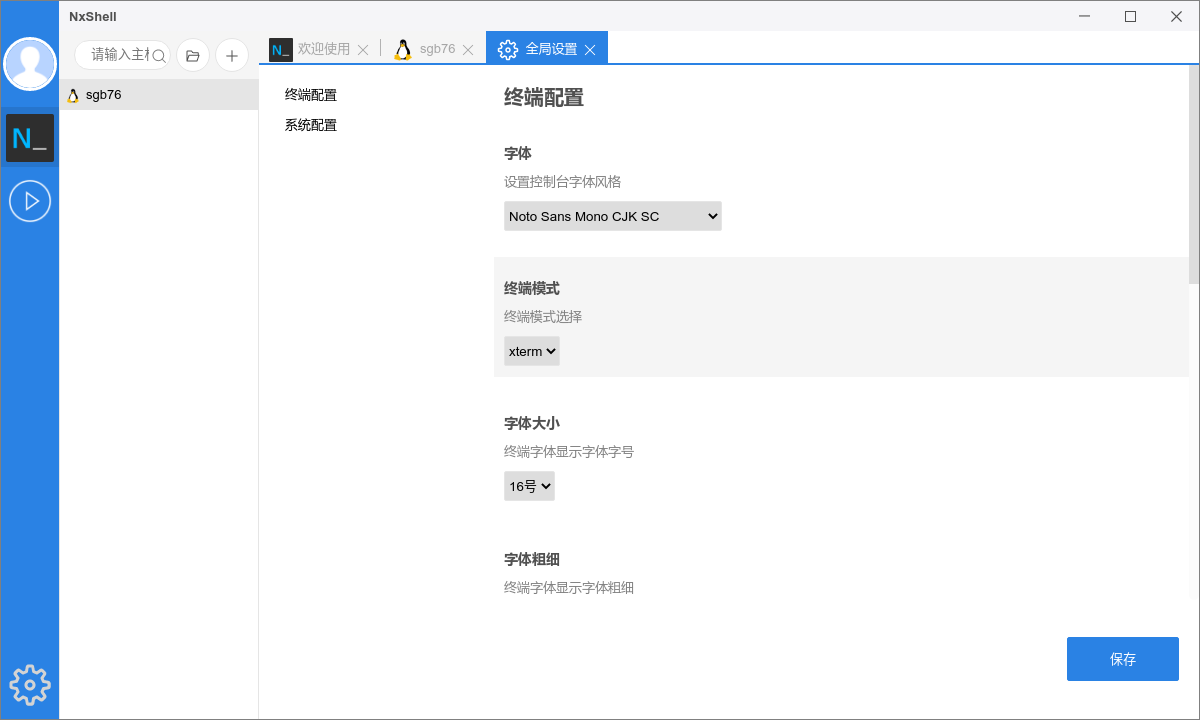 NxShell
请输入主机
N_ 欢迎使用
sgb76
全局设置
sgb76
N_
终端配置
系统配置
终端配置
字体
设置控制台字体风格
Noto Sans Mono CJK SC
终端模式
终端模式选择
xterm
字体大小
终端字体显示字体字号
16号
字体粗细
终端字体显示字体粗细
保存